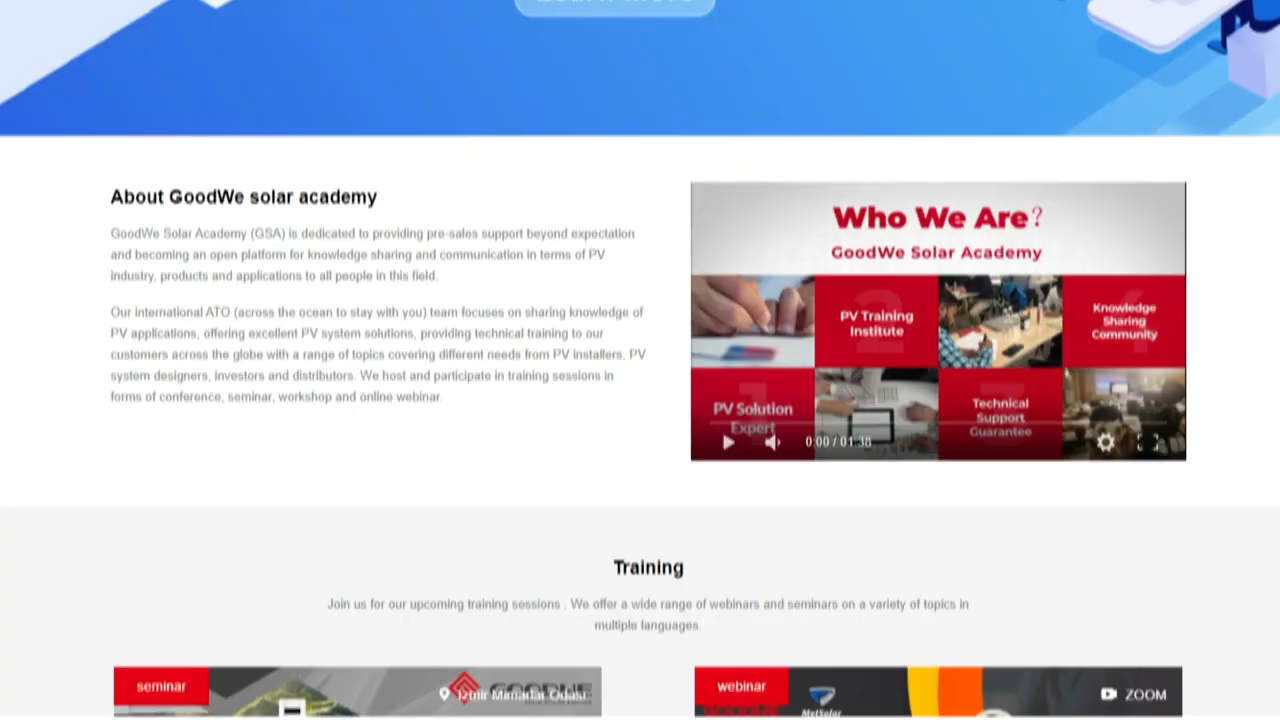 About GoodWe solar academy
GoodWe Solar Academy (GSA) is dedicated to providing pre-sales support beyond expectation
and becoming an open platform for knowledge sharing and communication in terms of PV
industry, products and applications to all people in this field.
Our international ATO (across the ocean to stay with you) team focuses on sharing knowledge of
PV applications, offering excellent PV system solutions, providing technical training to our
customers across the globe with a range of topics covering different needs from PV installers, PV
system designers, investors and distributors. We host and participate in training sessions in
forms of conference, seminar, workshop and online webinar.
Who We Are?
GoodWe Solar Academy
PV Training
Institute
Knowledge
Sharing
Community
PV Solution
Expert
Technical
Support
Guarantee
0:00 / 01:38
Training
Join us for our upcoming training sessions . We offer a wide range of webinars and seminars on a variety of topics in
multiple languages.
seminar
webinar
MetSolar
ZOOM